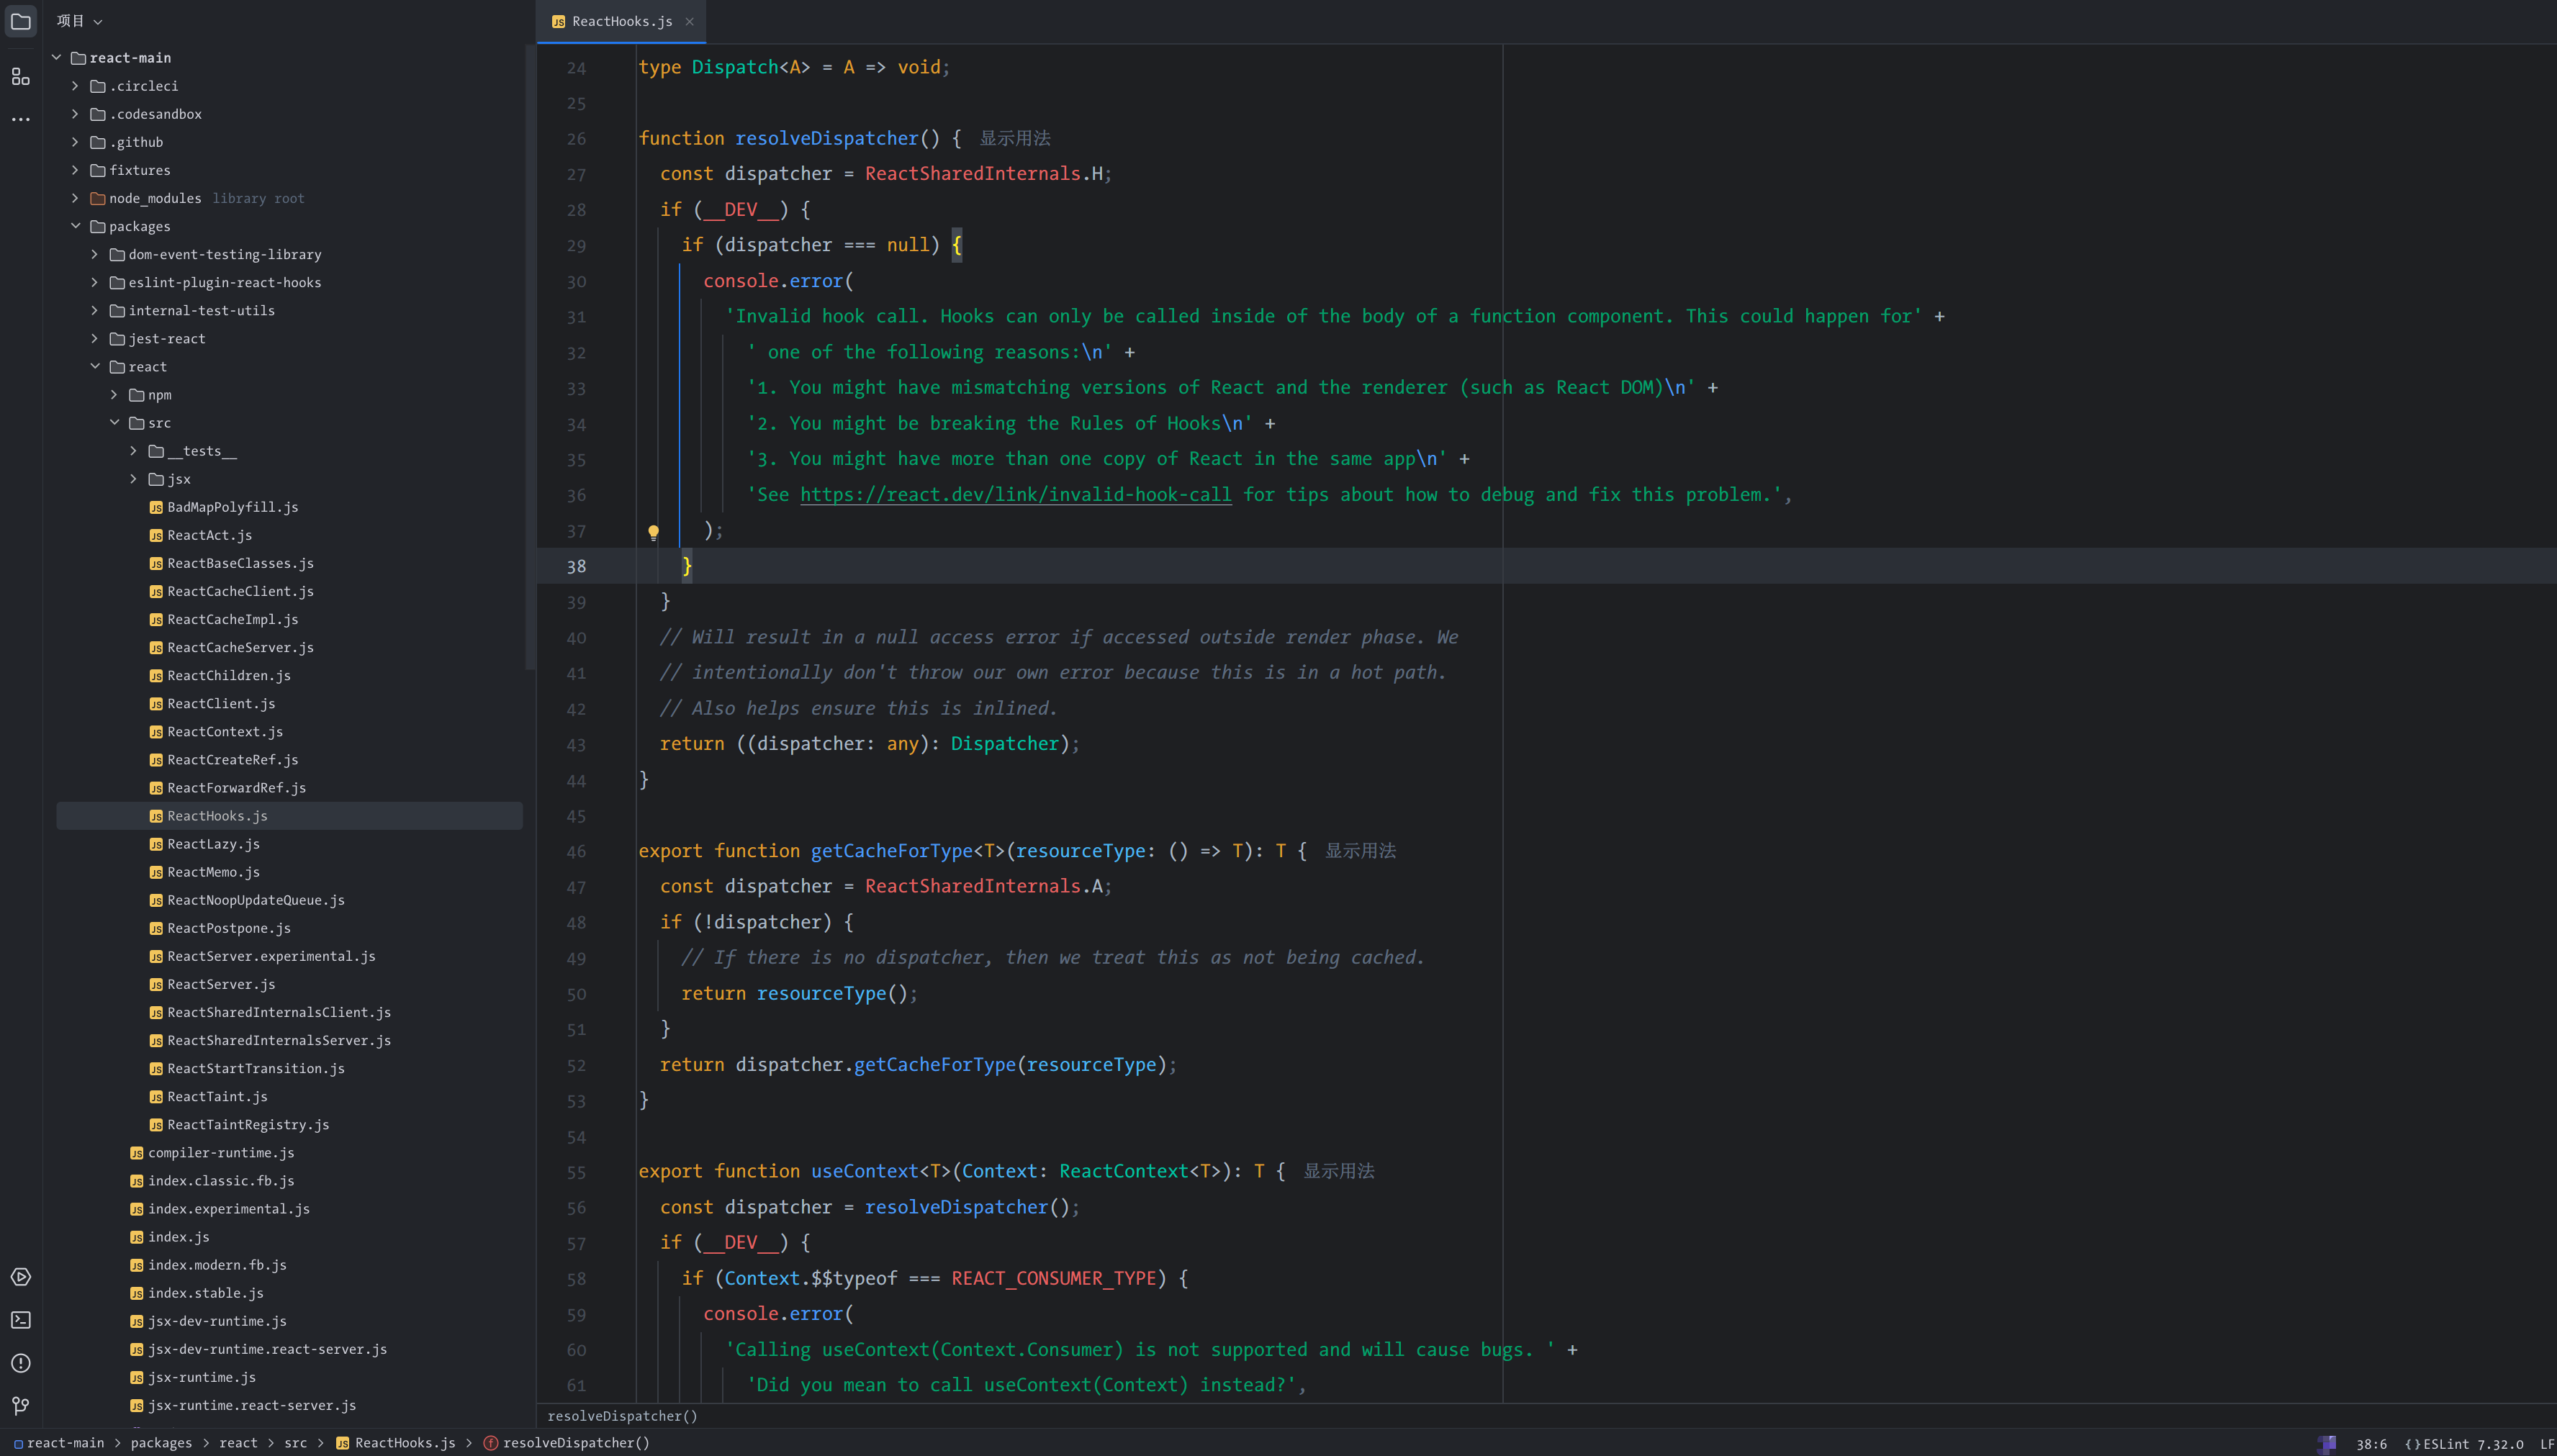 项目
react-main
.circleci
.codesandbox
.github
fixtures
node_modules library root
packages
dom-event-testing-library
eslint-plugin-react-hooks
internal-test-utils
jest-react
react
npm
src
__tests__
jsx
BadMapPolyfill.js
ReactAct.js
ReactBaseClasses.js
ReactCacheClient.js
ReactCacheImpl.js
ReactCacheServer.js
ReactChildren.js
ReactClient.js
ReactContext.js
ReactCreateRef.js
ReactForwardRef.js
ReactHooks.js
ReactLazy.js
ReactMemo.js
ReactNoopUpdateQueue.js
ReactPostpone.js
ReactServer.experimental.js
ReactServer.js
ReactSharedInternalsClient.js
ReactSharedInternalsServer.js
ReactStartTransition.js
ReactTaint.js
ReactTaintRegistry.js
compiler-runtime.js
index.classic.fb.js
index.experimental.js
index.js
index.modern.fb.js
index.stable.js
jsx-dev-runtime.js
jsx-dev-runtime.react-server.js
jsx-runtime.js
jsx-runtime.react-server.js
ReactHooks.js
24 type Dispatch<A> = A => void;
25
26 function resolveDispatcher() { 显示用法
27 const dispatcher = ReactSharedInternals.H;
28 if (__DEV__) {
29 if (dispatcher === null) {
30 console.error(
31 'Invalid hook call. Hooks can only be called inside of the body of a function component. This could happen for' +
32 ' one of the following reasons:\n' +
33 '1. You might have mismatching versions of React and the renderer (such as React DOM)\n' +
34 '2. You might be breaking the Rules of Hooks\n' +
35 '3. You might have more than one copy of React in the same app\n' +
36 'See https://react.dev/link/invalid-hook-call for tips about how to debug and fix this problem.',
37 );
38 }
39 }
40 // Will result in a null access error if accessed outside render phase. We
41 // intentionally don't throw our own error because this is in a hot path.
42 // Also helps ensure this is inlined.
43 return ((dispatcher: any): Dispatcher);
44 }
45
46 export function getCacheForType<T>(resourceType: () => T): T { 显示用法
47 const dispatcher = ReactSharedInternals.A;
48 if (!dispatcher) {
49 // If there is no dispatcher, then we treat this as not being cached.
50 return resourceType();
51 }
52 return dispatcher.getCacheForType(resourceType);
53 }
54
55 export function useContext<T>(Context: ReactContext<T>): T { 显示用法
56 const dispatcher = resolveDispatcher();
57 if (__DEV__) {
58 if (Context.$$typeof === REACT_CONSUMER_TYPE) {
59 console.error(
60 'Calling useContext(Context.Consumer) is not supported and will cause bugs. ' +
61 'Did you mean to call useContext(Context) instead?',
resolveDispatcher()
react-main > packages > react > src > ReactHooks.js > resolveDispatcher()
38:6 {} ESLint 7.32.0 LF